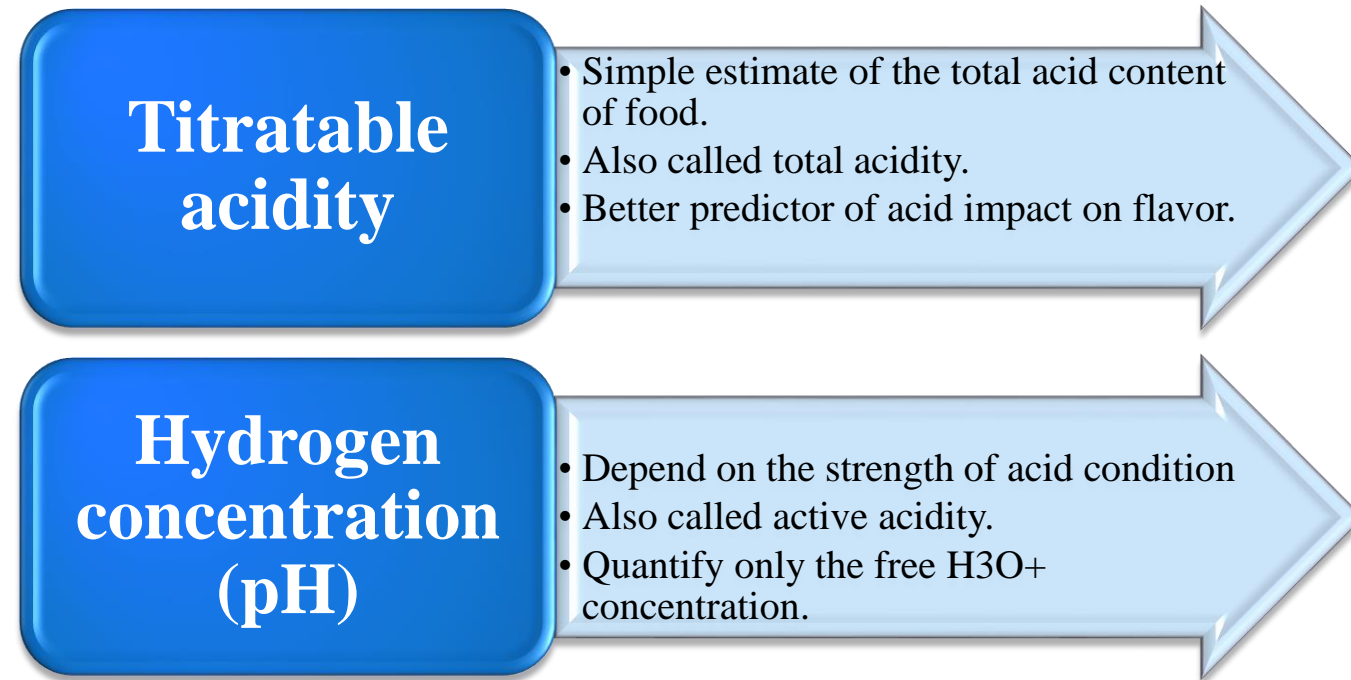 Titratable
acidity
• Simple estimate of the total acid content
of food.
• Also called total acidity.
• Better predictor of acid impact on flavor.
Hydrogen
concentration
(pH)
• Depend on the strength of acid condition
• Also called active acidity.
• Quantify only the free H3O+
concentration.